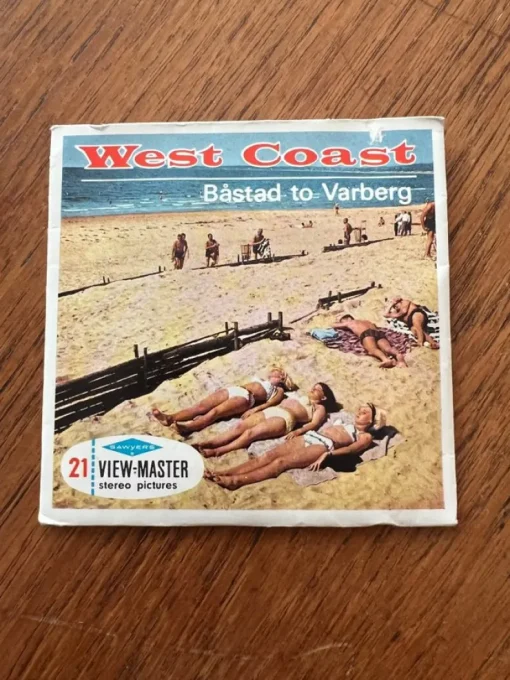 West Coast
Båstad to Varberg
SAWYER'S
21 VIEW-MASTER
stereo pictures